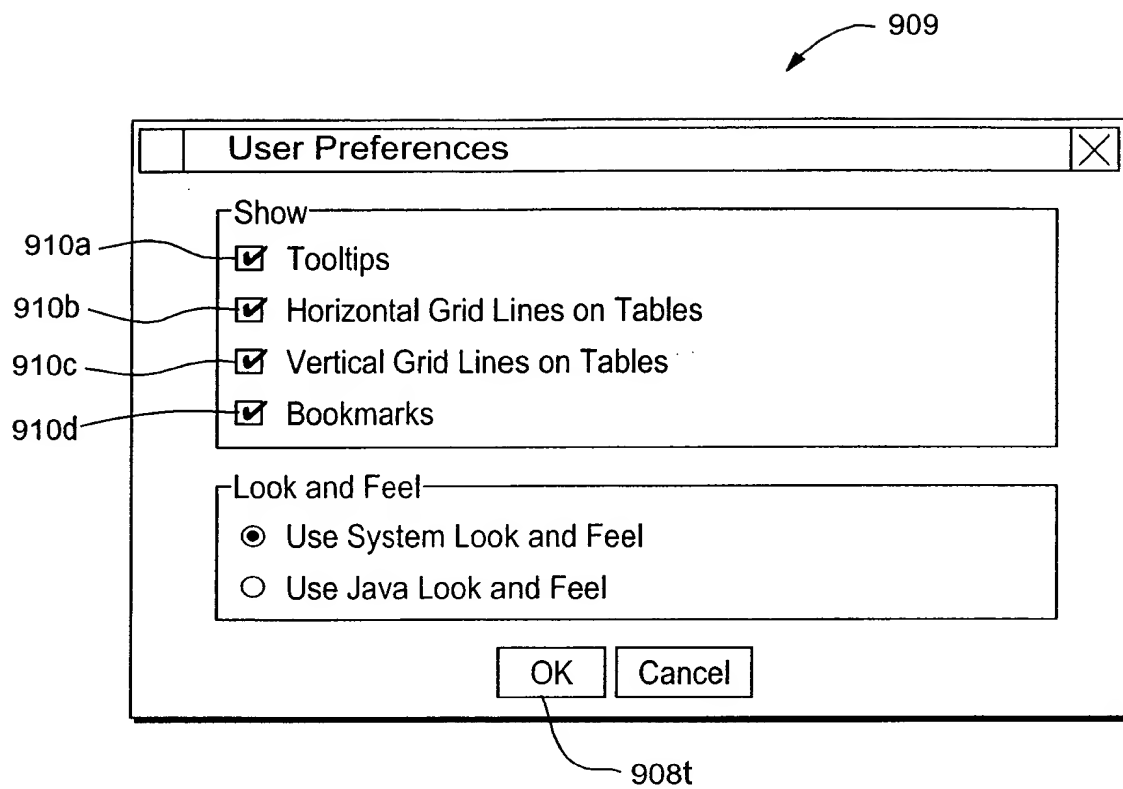 909
User Preferences
Show
910a
Tooltips
910b
Horizontal Grid Lines on Tables
910c
Vertical Grid Lines on Tables
910d
Bookmarks
Look and Feel
Use System Look and Feel
Use Java Look and Feel
OK Cancel
908t